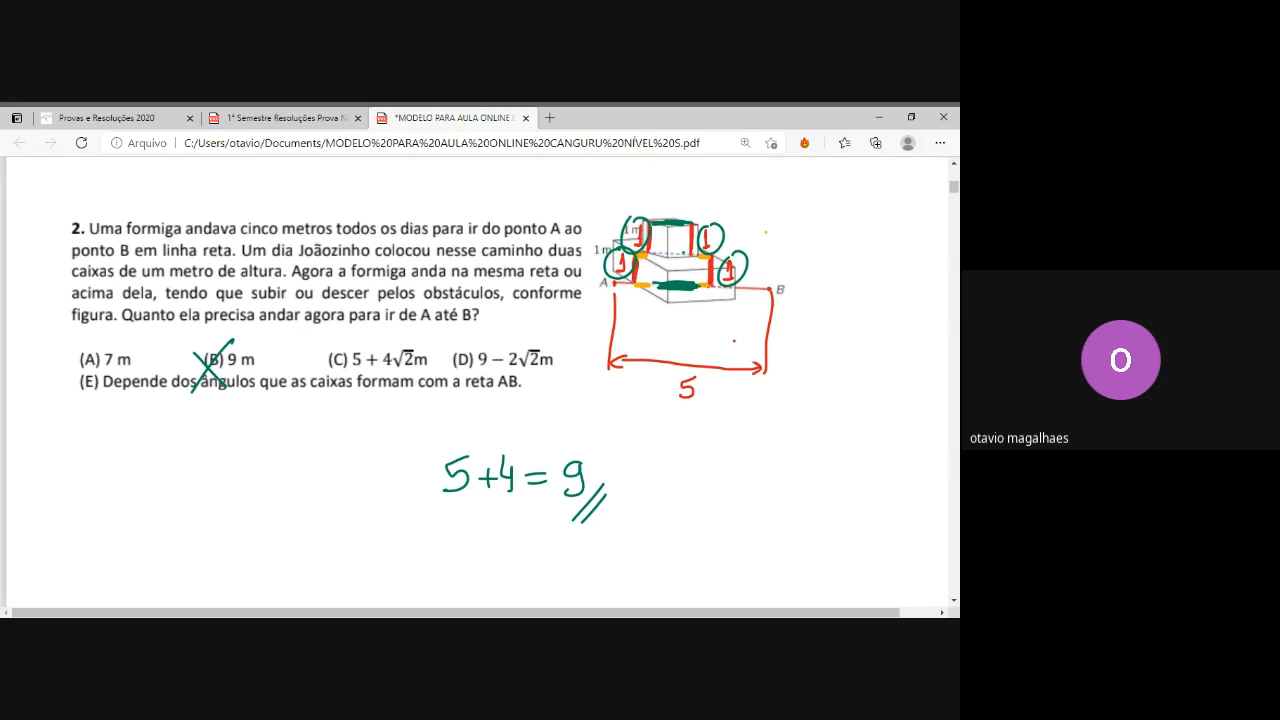 Provas e Resoluções 2020
1° Semestre Resoluções Prova N
*MODELO PARA AULA ONLINE C
Arquivo
C:/Users/otavio/Documents/MODELO%20PARA%20AULA%20ONLINE%20CANGURU%20NÍVEL%20S.pdf
2. Uma formiga andava cinco metros todos os dias para ir do ponto A ao
ponto B em linha reta. Um dia Joãozinho colocou nesse caminho duas
caixas de um metro de altura. Agora a formiga anda na mesma reta ou
acima dela, tendo que subir ou descer pelos obstáculos, conforme
figura. Quanto ela precisa andar agora para ir de A até B?
(A) 7 m (B) 9 m (C) 5 + 4√2m (D) 9 − 2√2m
(E) Depende dos ângulos que as caixas formam com a reta AB.
1 m 1 1
1 m 1 1
A B
5
5+4=9
O
otavio magalhaes